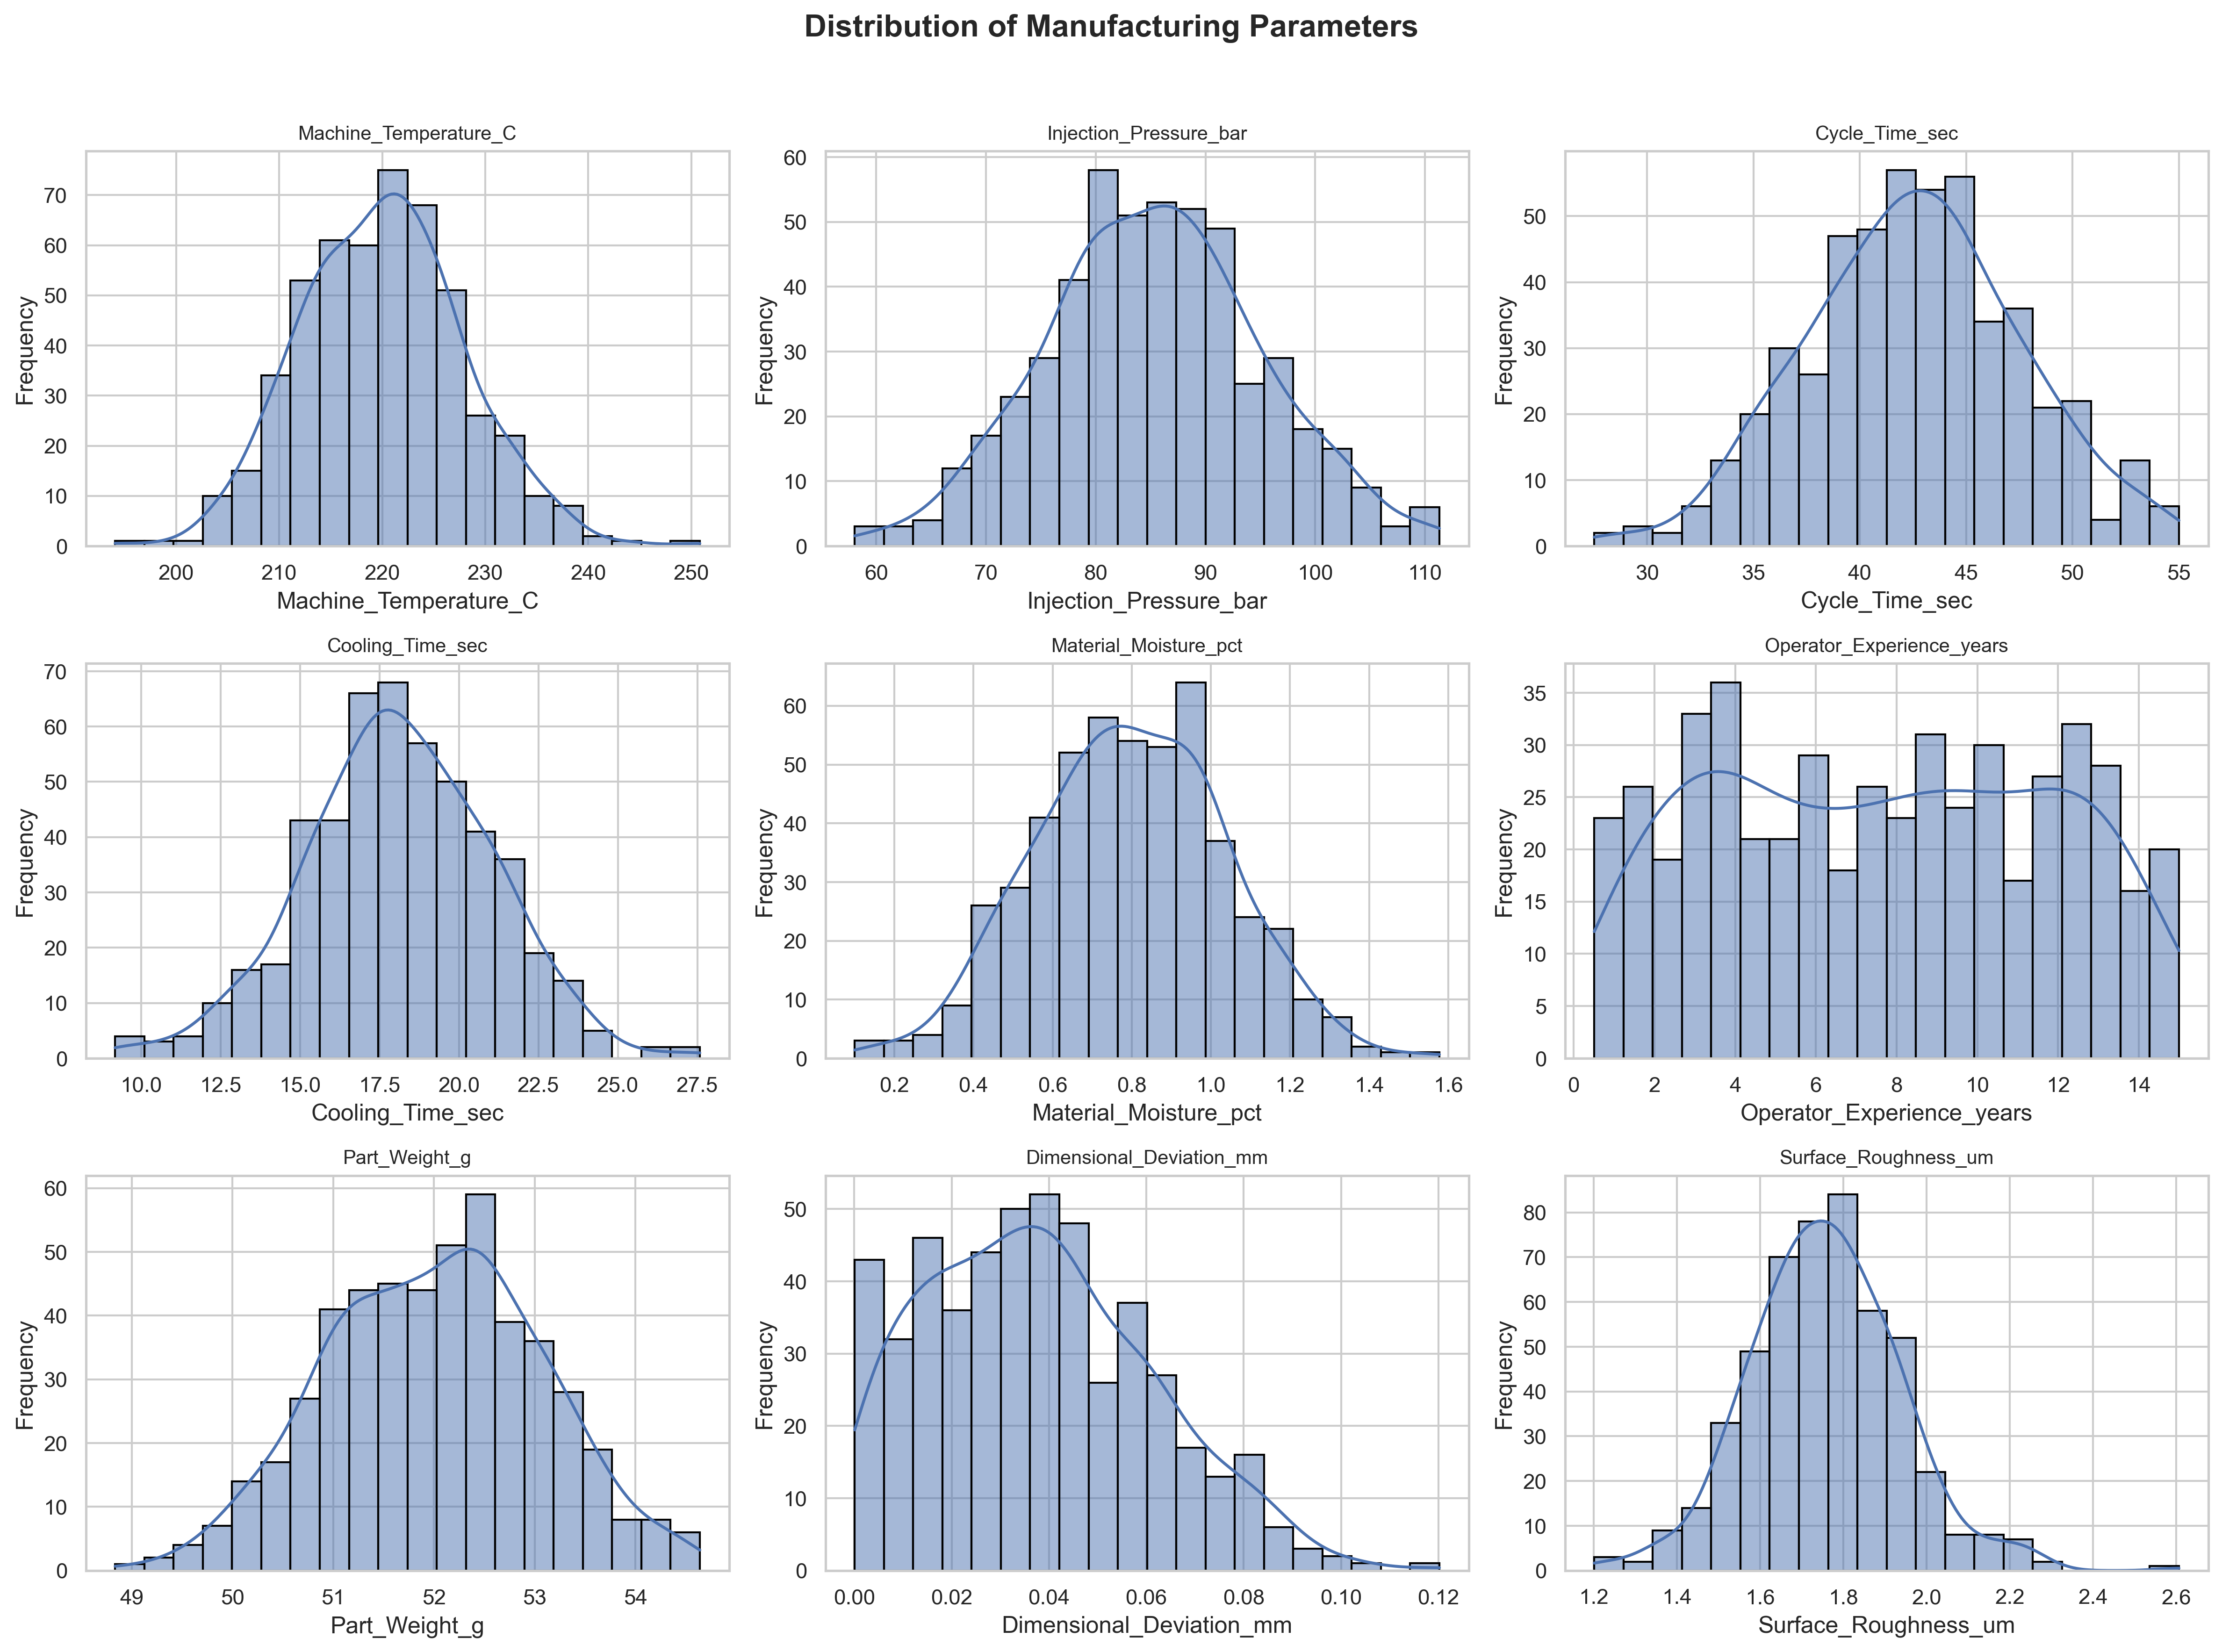 Distribution of Manufacturing Parameters
Machine_Temperature_C
Injection_Pressure_bar
Cycle_Time_sec
Frequency
70
60
50
40
30
20
10
0
200 210 220 230 240 250
Machine_Temperature_C
Frequency
60
50
40
30
20
10
0
60 70 80 90 100 110
Injection_Pressure_bar
Frequency
50
40
30
20
10
0
30 35 40 45 50 55
Cycle_Time_sec
Cooling_Time_sec
Material_Moisture_pct
Operator_Experience_years
Frequency
70
60
50
40
30
20
10
0
10.0 12.5 15.0 17.5 20.0 22.5 25.0 27.5
Cooling_Time_sec
Frequency
60
50
40
30
20
10
0
0.2 0.4 0.6 0.8 1.0 1.2 1.4 1.6
Material_Moisture_pct
Frequency
35
30
25
20
15
10
5
0
0 2 4 6 8 10 12 14
Operator_Experience_years
Part_Weight_g
Dimensional_Deviation_mm
Surface_Roughness_um
Frequency
60
50
40
30
20
10
0
49 50 51 52 53 54
Part_Weight_g
Frequency
50
40
30
20
10
0
0.00 0.02 0.04 0.06 0.08 0.10 0.12
Dimensional_Deviation_mm
Frequency
80
70
60
50
40
30
20
10
0
1.2 1.4 1.6 1.8 2.0 2.2 2.4 2.6
Surface_Roughness_um